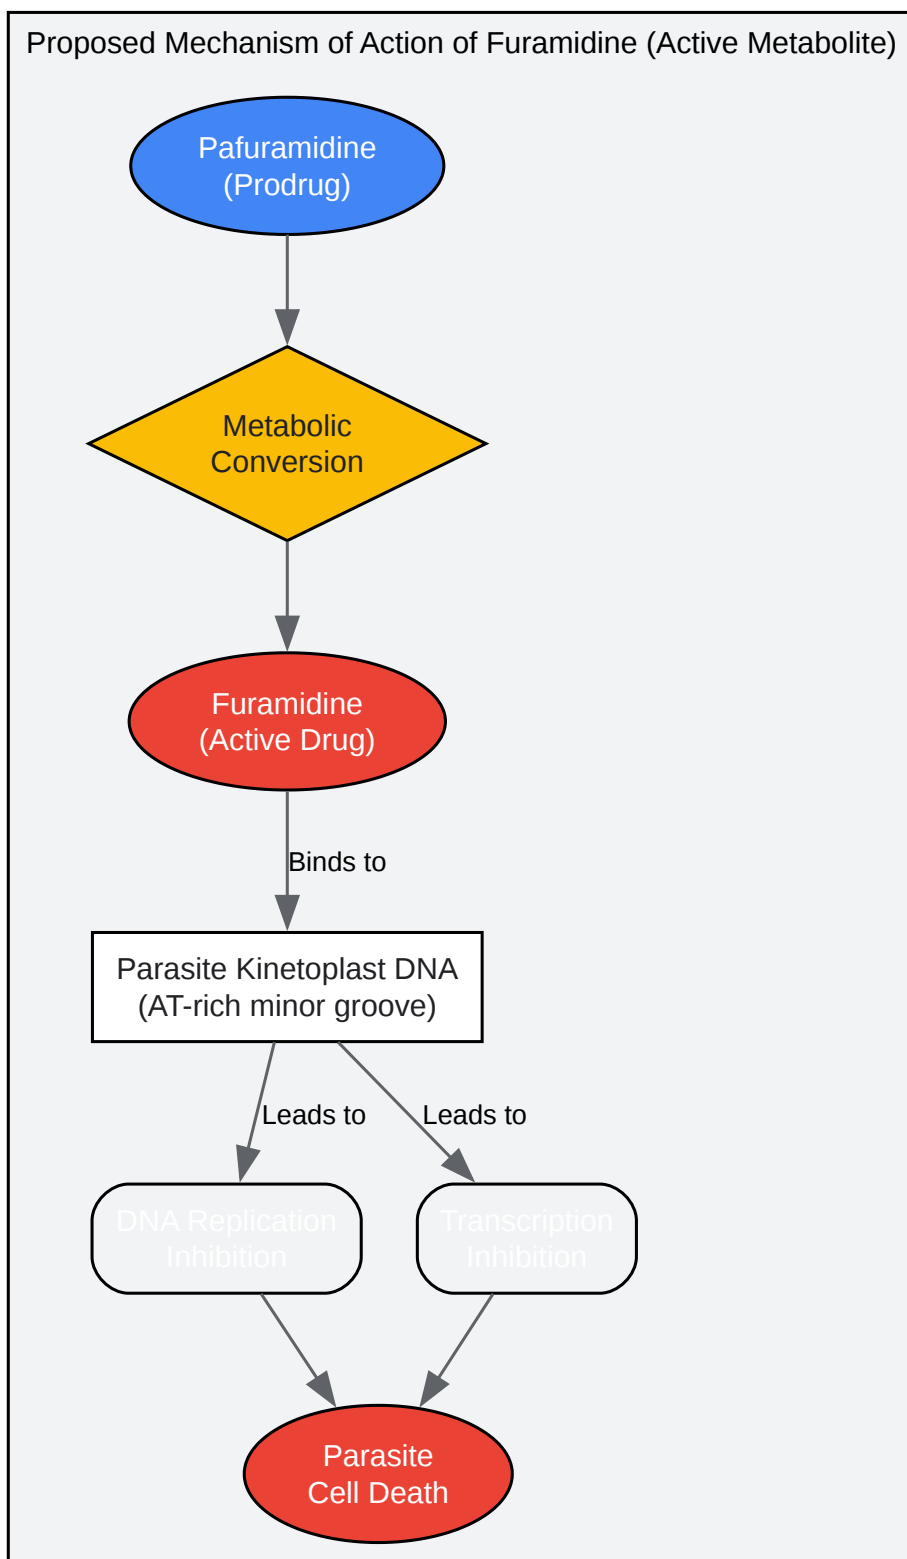 Proposed Mechanism of Action of Furamidine (Active Metabolite)
Pafuramidine
(Prodrug)
Metabolic
Conversion
Furamidine
(Active Drug)
Binds to
Parasite Kinetoplast DNA
(AT-rich minor groove)
Leads to
Leads to
DNA Replication
Inhibition
Transcription
Inhibition
Parasite
Cell Death